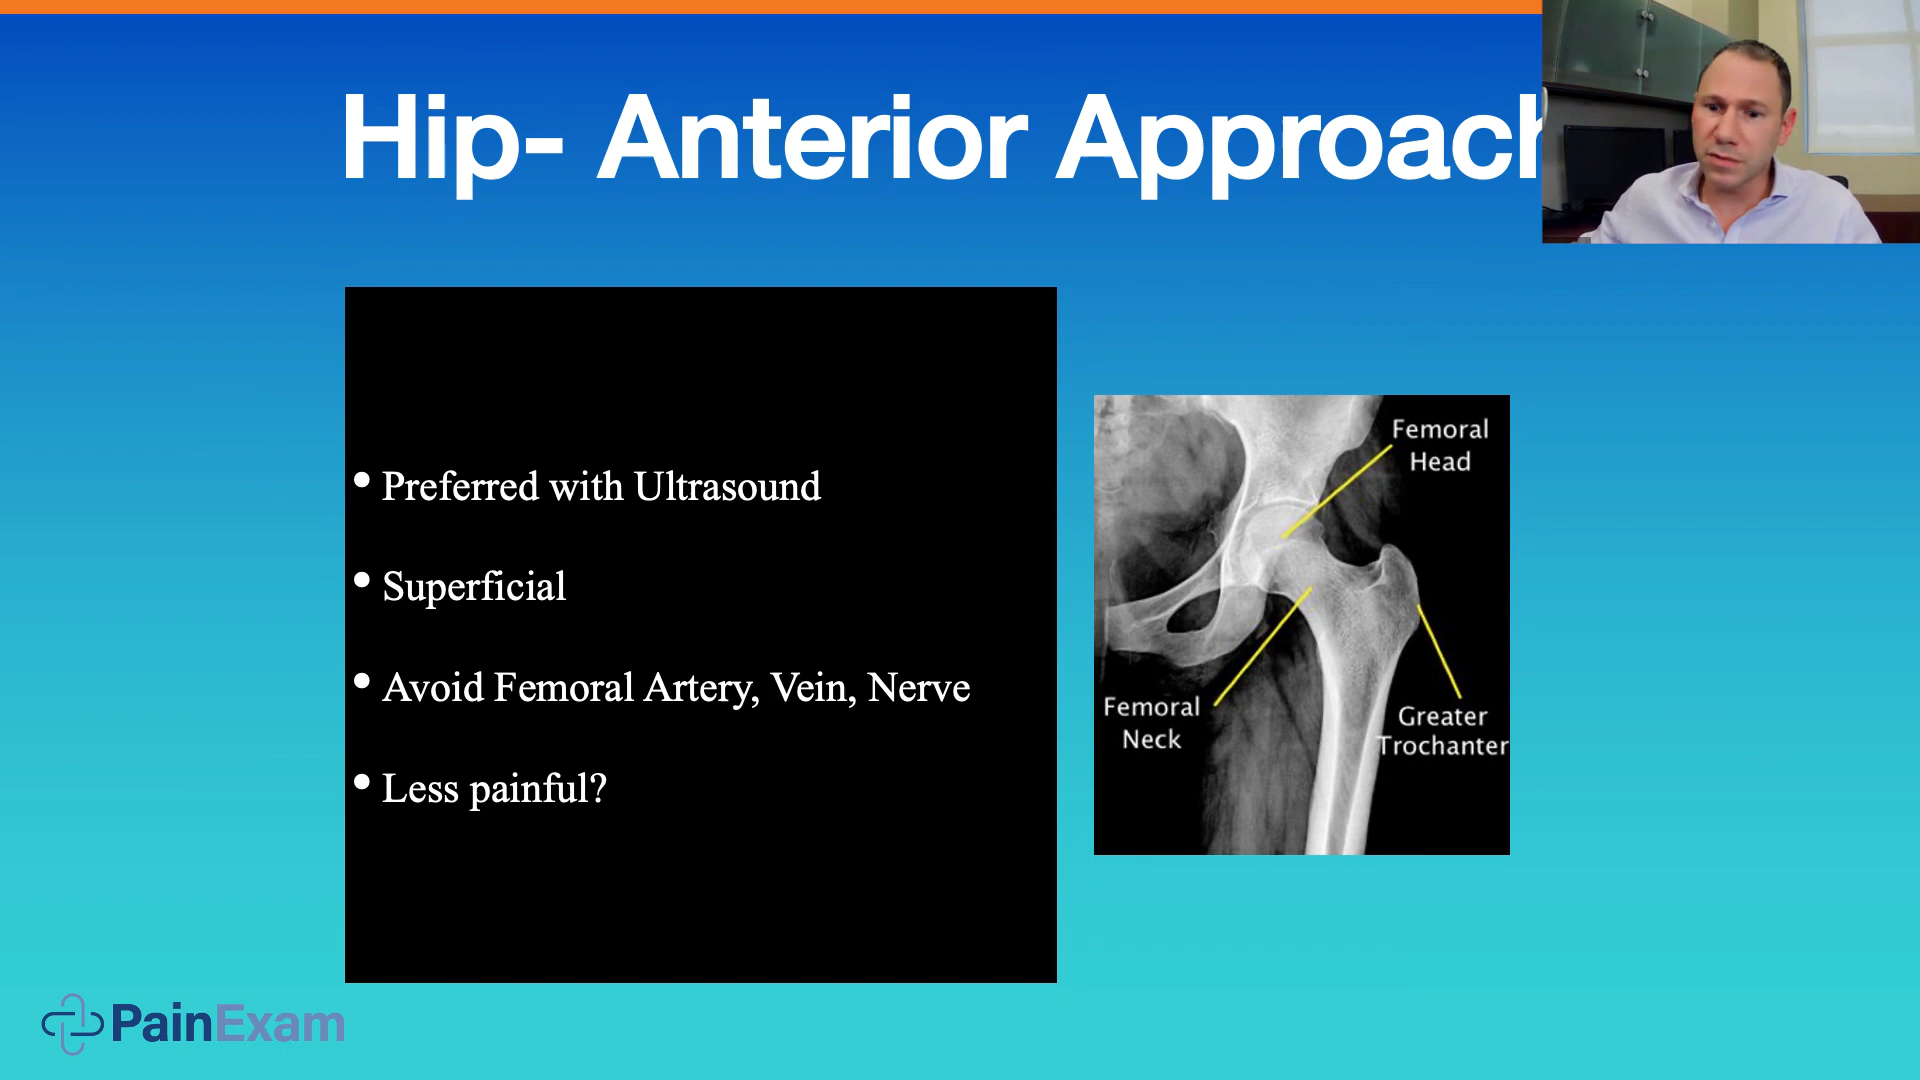 Hip- Anterior Approach
• Preferred with Ultrasound
• Superficial
• Avoid Femoral Artery, Vein, Nerve
• Less painful?
Femoral
Head
Femoral
Neck
Greater
Trochanter
PainExam